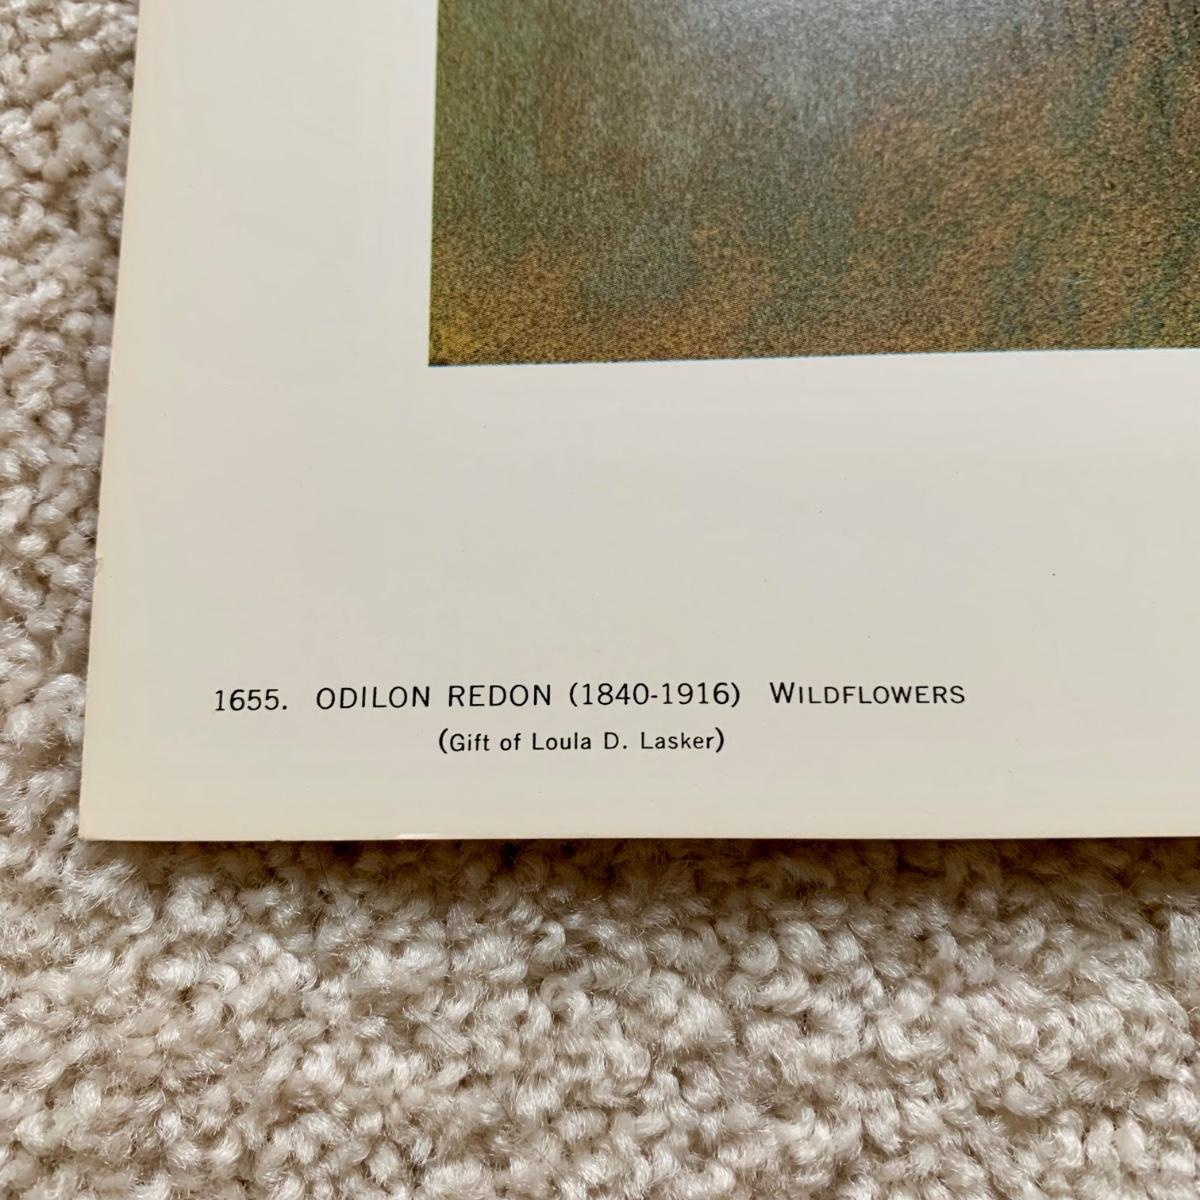 1655. ODILON REDON (1840-1916) WILDFLOWERS
(Gift of Loula D. Lasker)